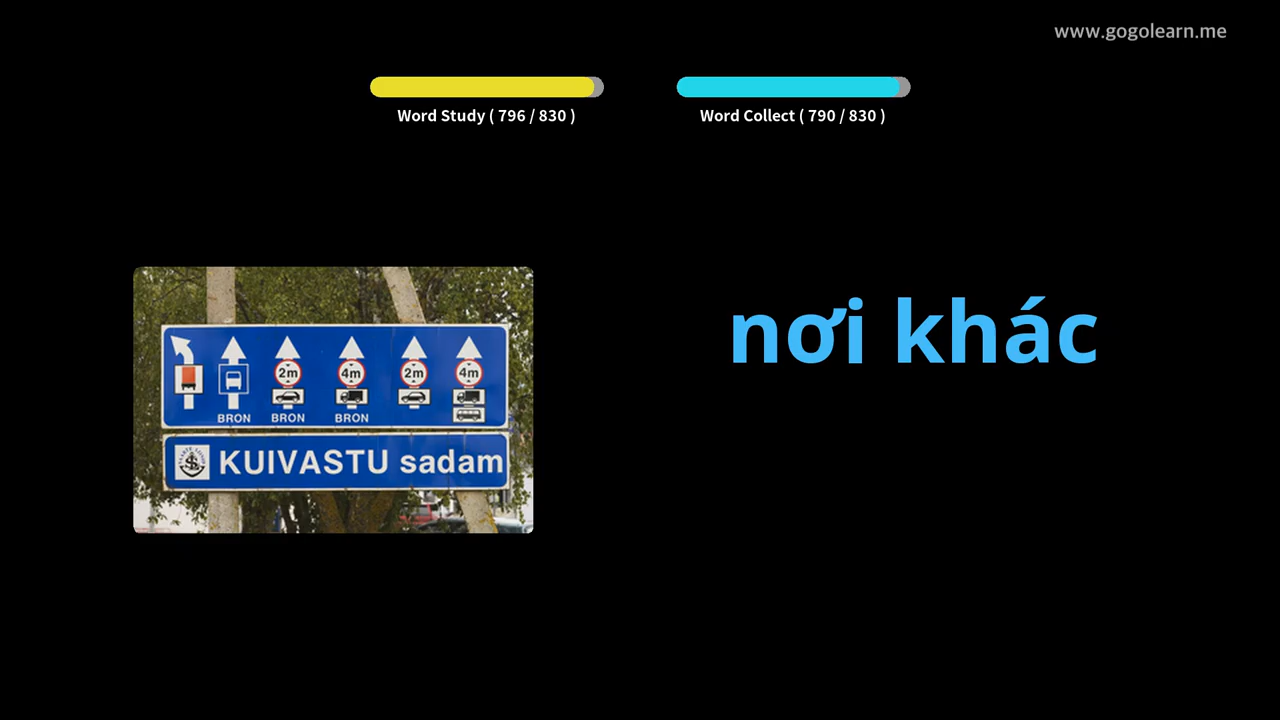 www.gogolearn.me
Word Study ( 796 / 830 )
Word Collect ( 790 / 830 )
nơi khác
2m
4m
2m
4m
BRON
BRON
BRON
KUIVASTU sadam